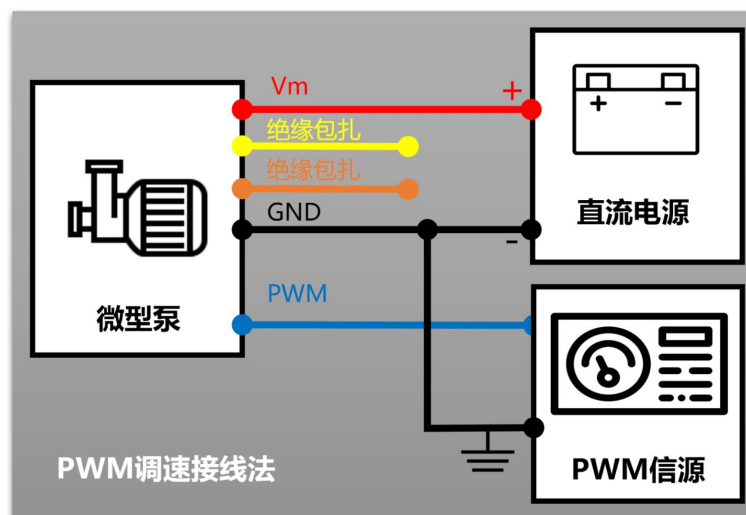 Vm
+
绝缘包扎
绝缘包扎
GND
-
PWM
+ -
直流电源
微型泵
PWM信源
PWM调速接线法